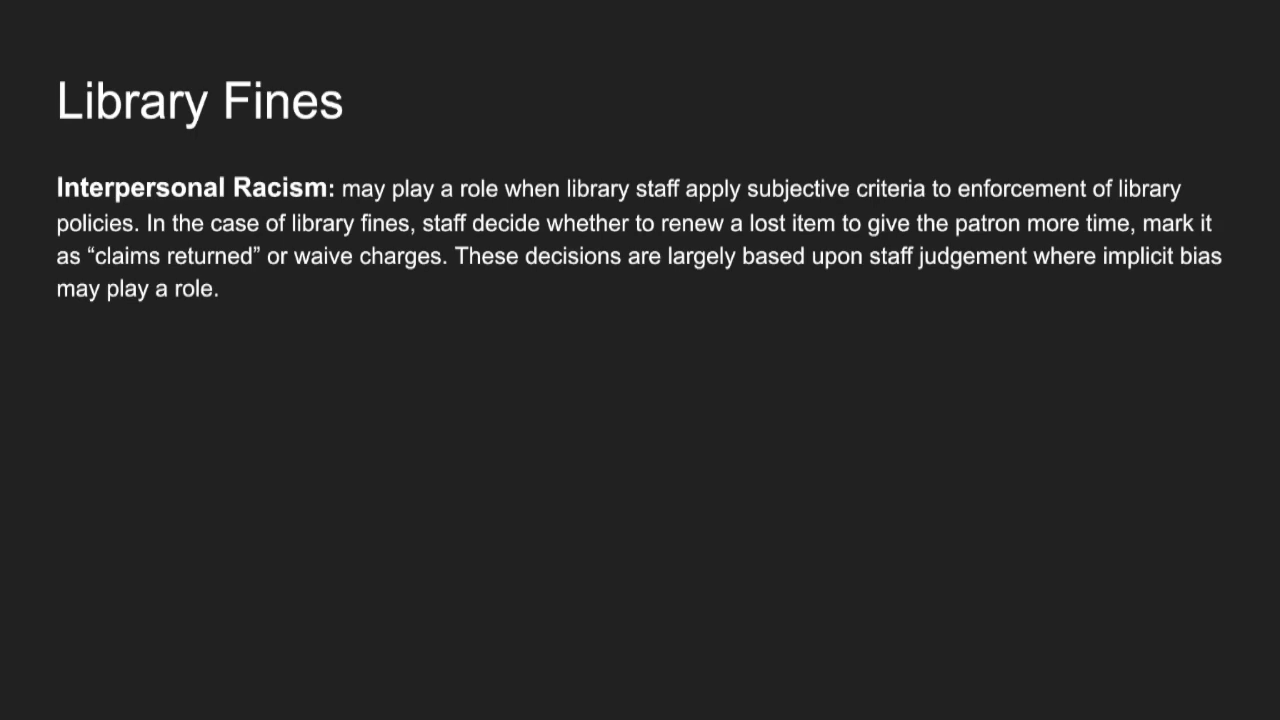 Library Fines
Interpersonal Racism: may play a role when library staff apply subjective criteria to enforcement of library
policies. In the case of library fines, staff decide whether to renew a lost item to give the patron more time, mark it
as “claims returned” or waive charges. These decisions are largely based upon staff judgement where implicit bias
may play a role.